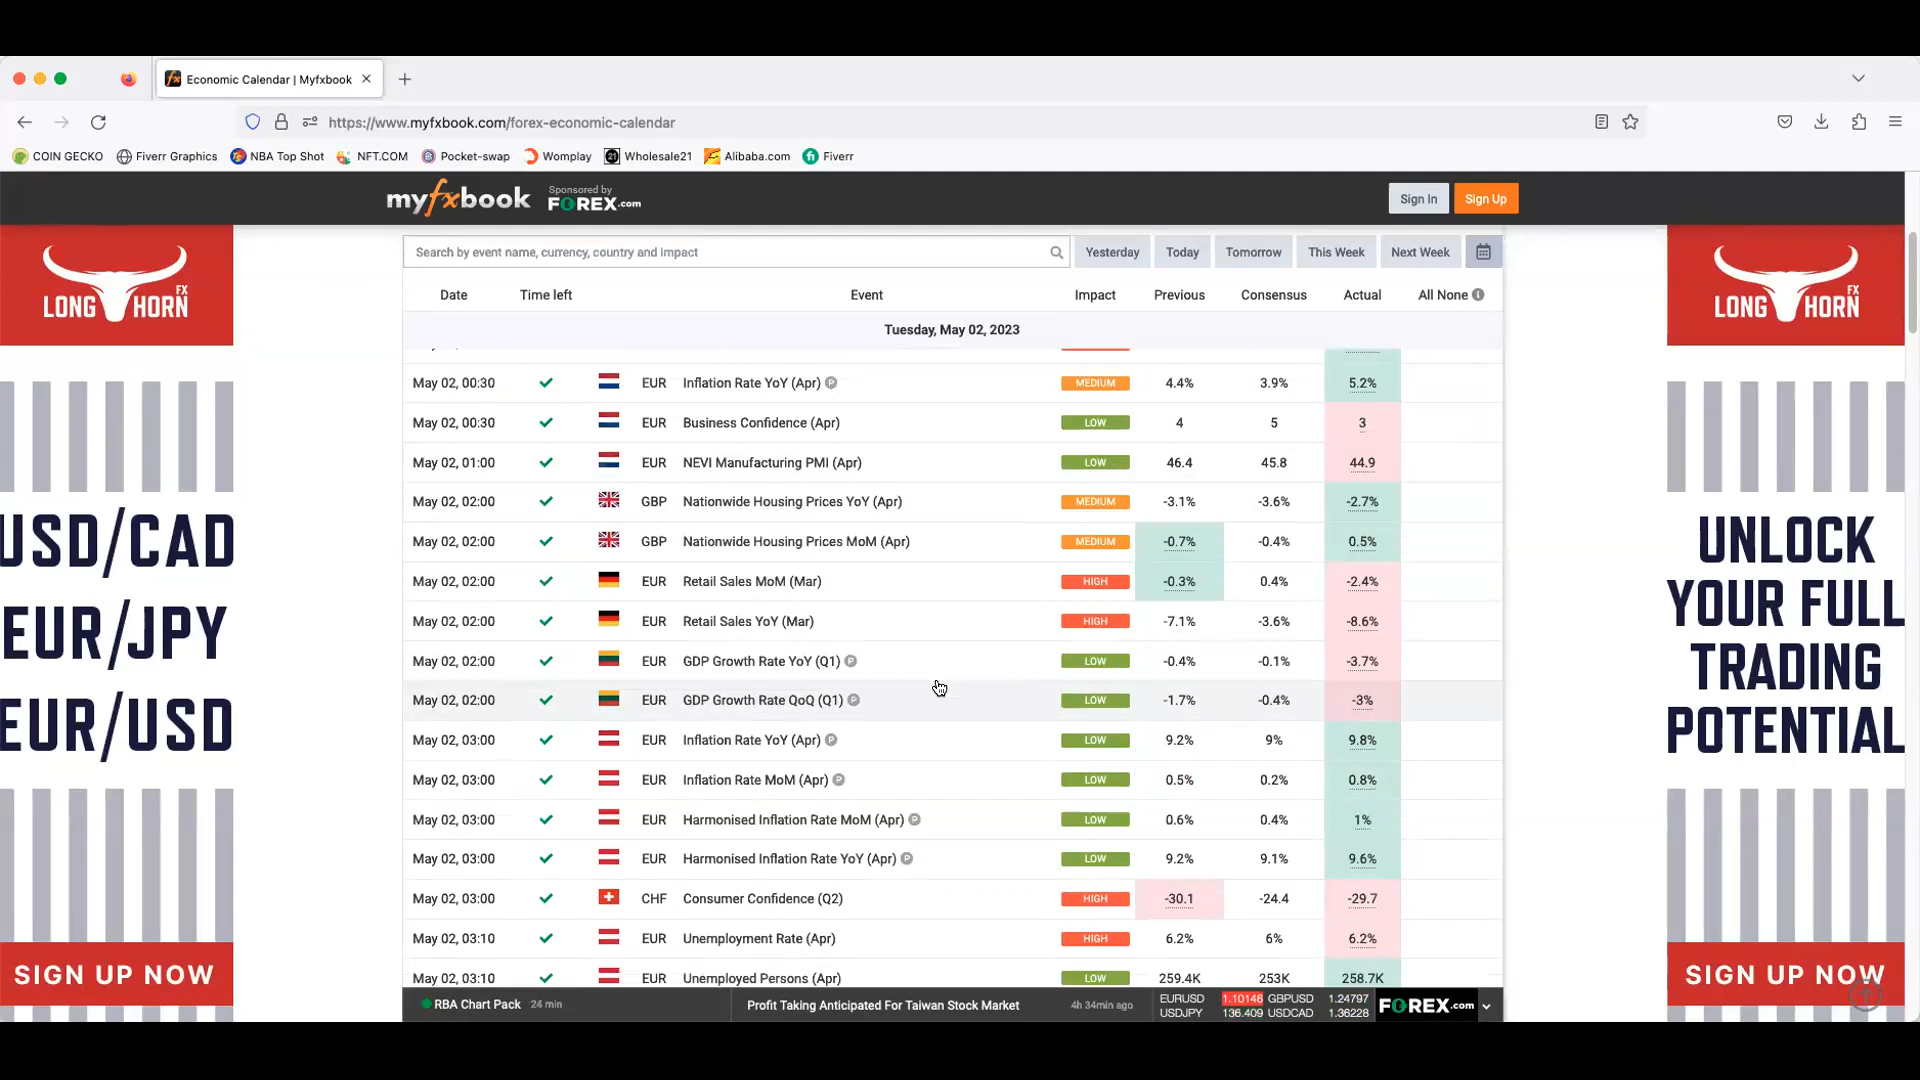 Economic Calendar | Myfxbook
https://www.myfxbook.com/forex-economic-calendar
COIN GECKO Fiverr Graphics NBA Top Shot NFT.COM Pocket-swap Womplay Wholesale21 Alibaba.com Fiverr
myfxbook Sponsored by FOREX.com Sign In Sign Up
Search by event name, currency, country and impact Yesterday Today Tomorrow This Week Next Week
Date Time left Event Impact Previous Consensus Actual All None
Tuesday, May 02, 2023
May 02, 00:30 EUR Inflation Rate YoY (Apr) P MEDIUM 4.4% 3.9% 5.2%
May 02, 00:30 EUR Business Confidence (Apr) LOW 4 5 3
May 02, 01:00 EUR NEVI Manufacturing PMI (Apr) LOW 46.4 45.8 44.9
May 02, 02:00 GBP Nationwide Housing Prices YoY (Apr) MEDIUM -3.1% -3.6% -2.7%
May 02, 02:00 GBP Nationwide Housing Prices MoM (Apr) MEDIUM -0.7% -0.4% 0.5%
May 02, 02:00 EUR Retail Sales MoM (Mar) HIGH -0.3% 0.4% -2.4%
May 02, 02:00 EUR Retail Sales YoY (Mar) HIGH -7.1% -3.6% -8.6%
May 02, 02:00 EUR GDP Growth Rate YoY (Q1) P LOW -0.4% -0.1% -3.7%
May 02, 02:00 EUR GDP Growth Rate QoQ (Q1) P LOW -1.7% -0.4% -3%
May 02, 03:00 EUR Inflation Rate YoY (Apr) P LOW 9.2% 9% 9.8%
May 02, 03:00 EUR Inflation Rate MoM (Apr) P LOW 0.5% 0.2% 0.8%
May 02, 03:00 EUR Harmonised Inflation Rate MoM (Apr) P LOW 0.6% 0.4% 1%
May 02, 03:00 EUR Harmonised Inflation Rate YoY (Apr) P LOW 9.2% 9.1% 9.6%
May 02, 03:00 CHF Consumer Confidence (Q2) HIGH -30.1 -24.4 -29.7
May 02, 03:10 EUR Unemployment Rate (Apr) HIGH 6.2% 6% 6.2%
May 02, 03:10 EUR Unemployed Persons (Apr) LOW 259.4K 253K 258.7K
RBA Chart Pack 24 min Profit Taking Anticipated For Taiwan Stock Market 4h 34min ago
EURUSD 1.10148 GBPUSD 1.24797
USDJPY 136.409 USDCAD 1.36228
FOREX.com
LONG HORN FX
USD/CAD
EUR/JPY
EUR/USD
SIGN UP NOW
LONG HORN FX
UNLOCK
YOUR FULL
TRADING
POTENTIAL
SIGN UP NOW